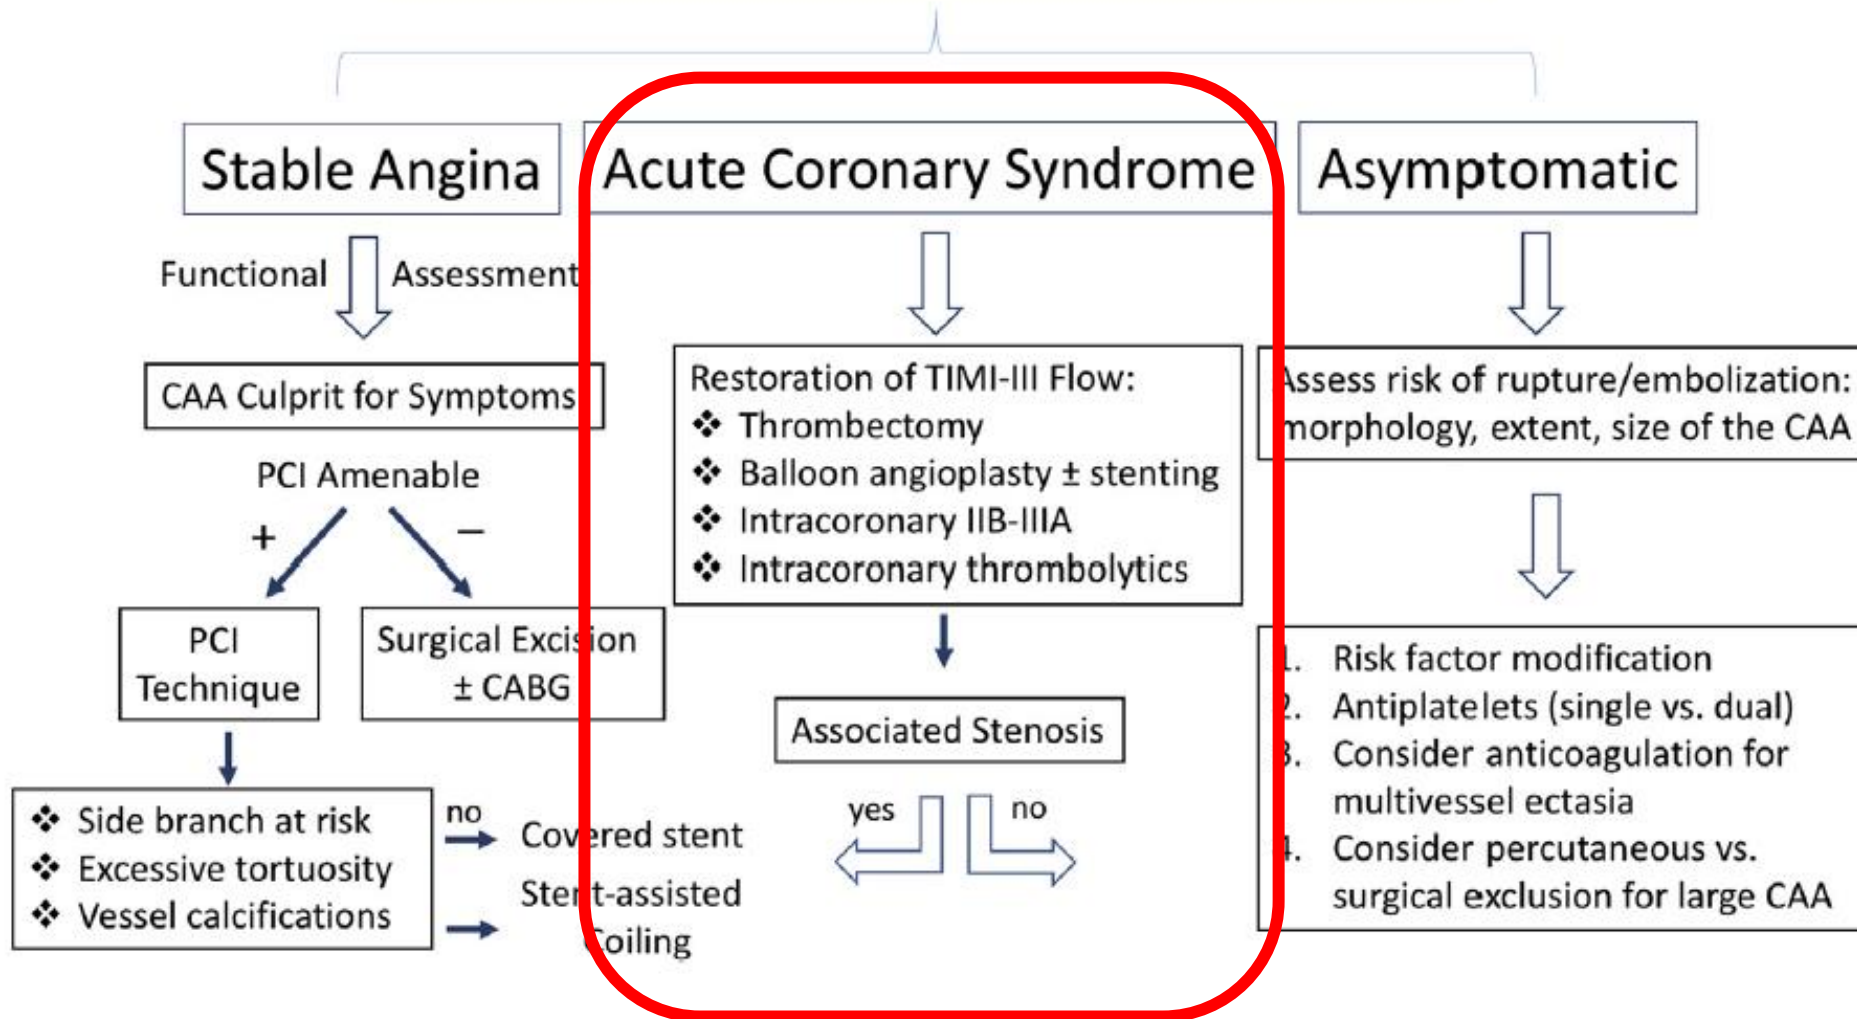 Stable Angina
Functional Assessment
CAA Culprit for Symptoms
PCI Amenable
+ −
PCI
Technique
Surgical Excision
± CABG
❖ Side branch at risk
❖ Excessive tortuosity
❖ Vessel calcifications
no
Covered stent
Stent-assisted
Coiling
Acute Coronary Syndrome
Restoration of TIMI-III Flow:
❖ Thrombectomy
❖ Balloon angioplasty ± stenting
❖ Intracoronary IIB-IIIA
❖ Intracoronary thrombolytics
Associated Stenosis
yes no
Asymptomatic
Assess risk of rupture/embolization:
morphology, extent, size of the CAA
1. Risk factor modification
2. Antiplatelets (single vs. dual)
3. Consider anticoagulation for
multivessel ectasia
4. Consider percutaneous vs.
surgical exclusion for large CAA